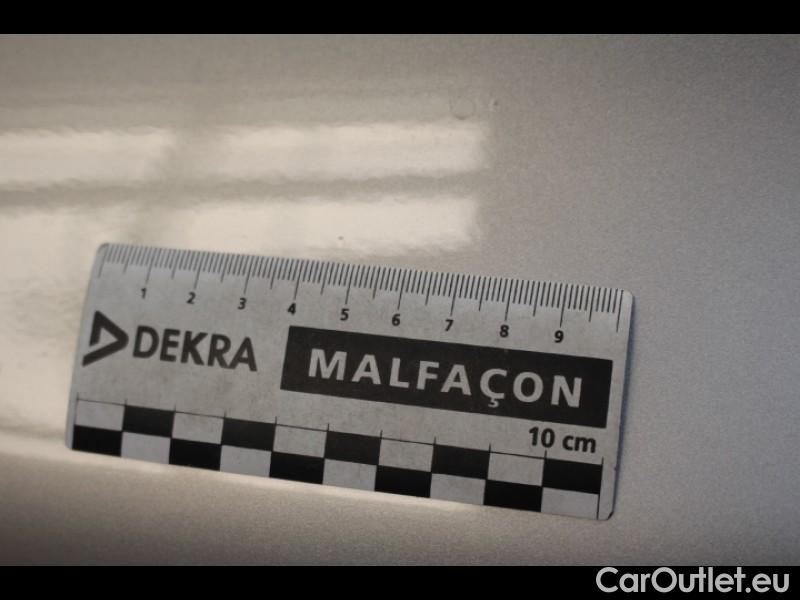 1 2 3 4 5 6 7 8 9
DEKRA MALFAÇON
10 cm
CarOutlet.eu